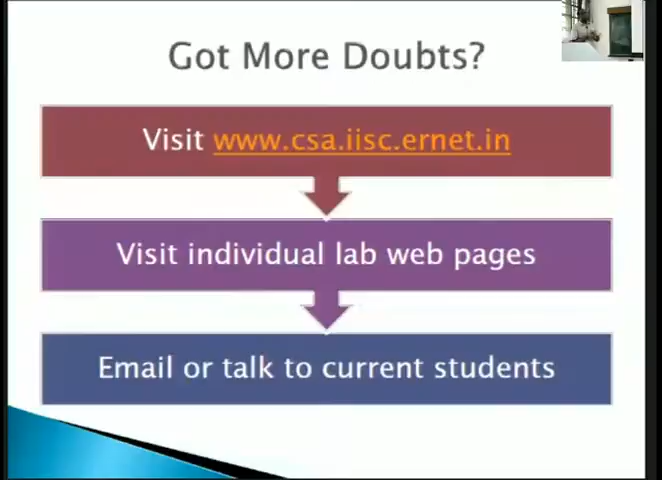 Got More Doubts?
Visit www.csa.iisc.ernet.in
Visit individual lab web pages
Email or talk to current students